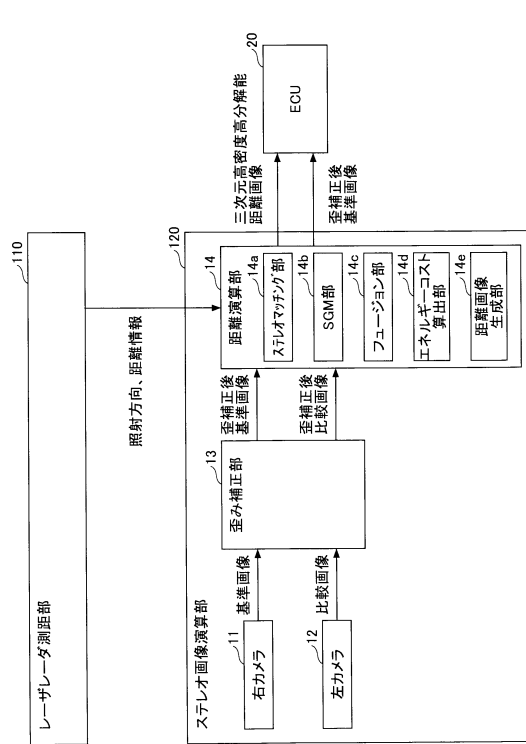 レーザレーダ測距部
110
照射方向、距離情報
ステレオ画像演算部
120
右カメラ
11
基準画像
左カメラ
12
比較画像
歪み補正部
13
歪補正後
基準画像
歪補正後
比較画像
距離演算部
14
ステレオマッチング部
14a
SGM部
14b
フュージョン部
14c
エネルギーコスト
算出部
14d
距離画像
生成部
14e
三次元高密度高分解能
距離画像
歪補正後
基準画像
ECU
20